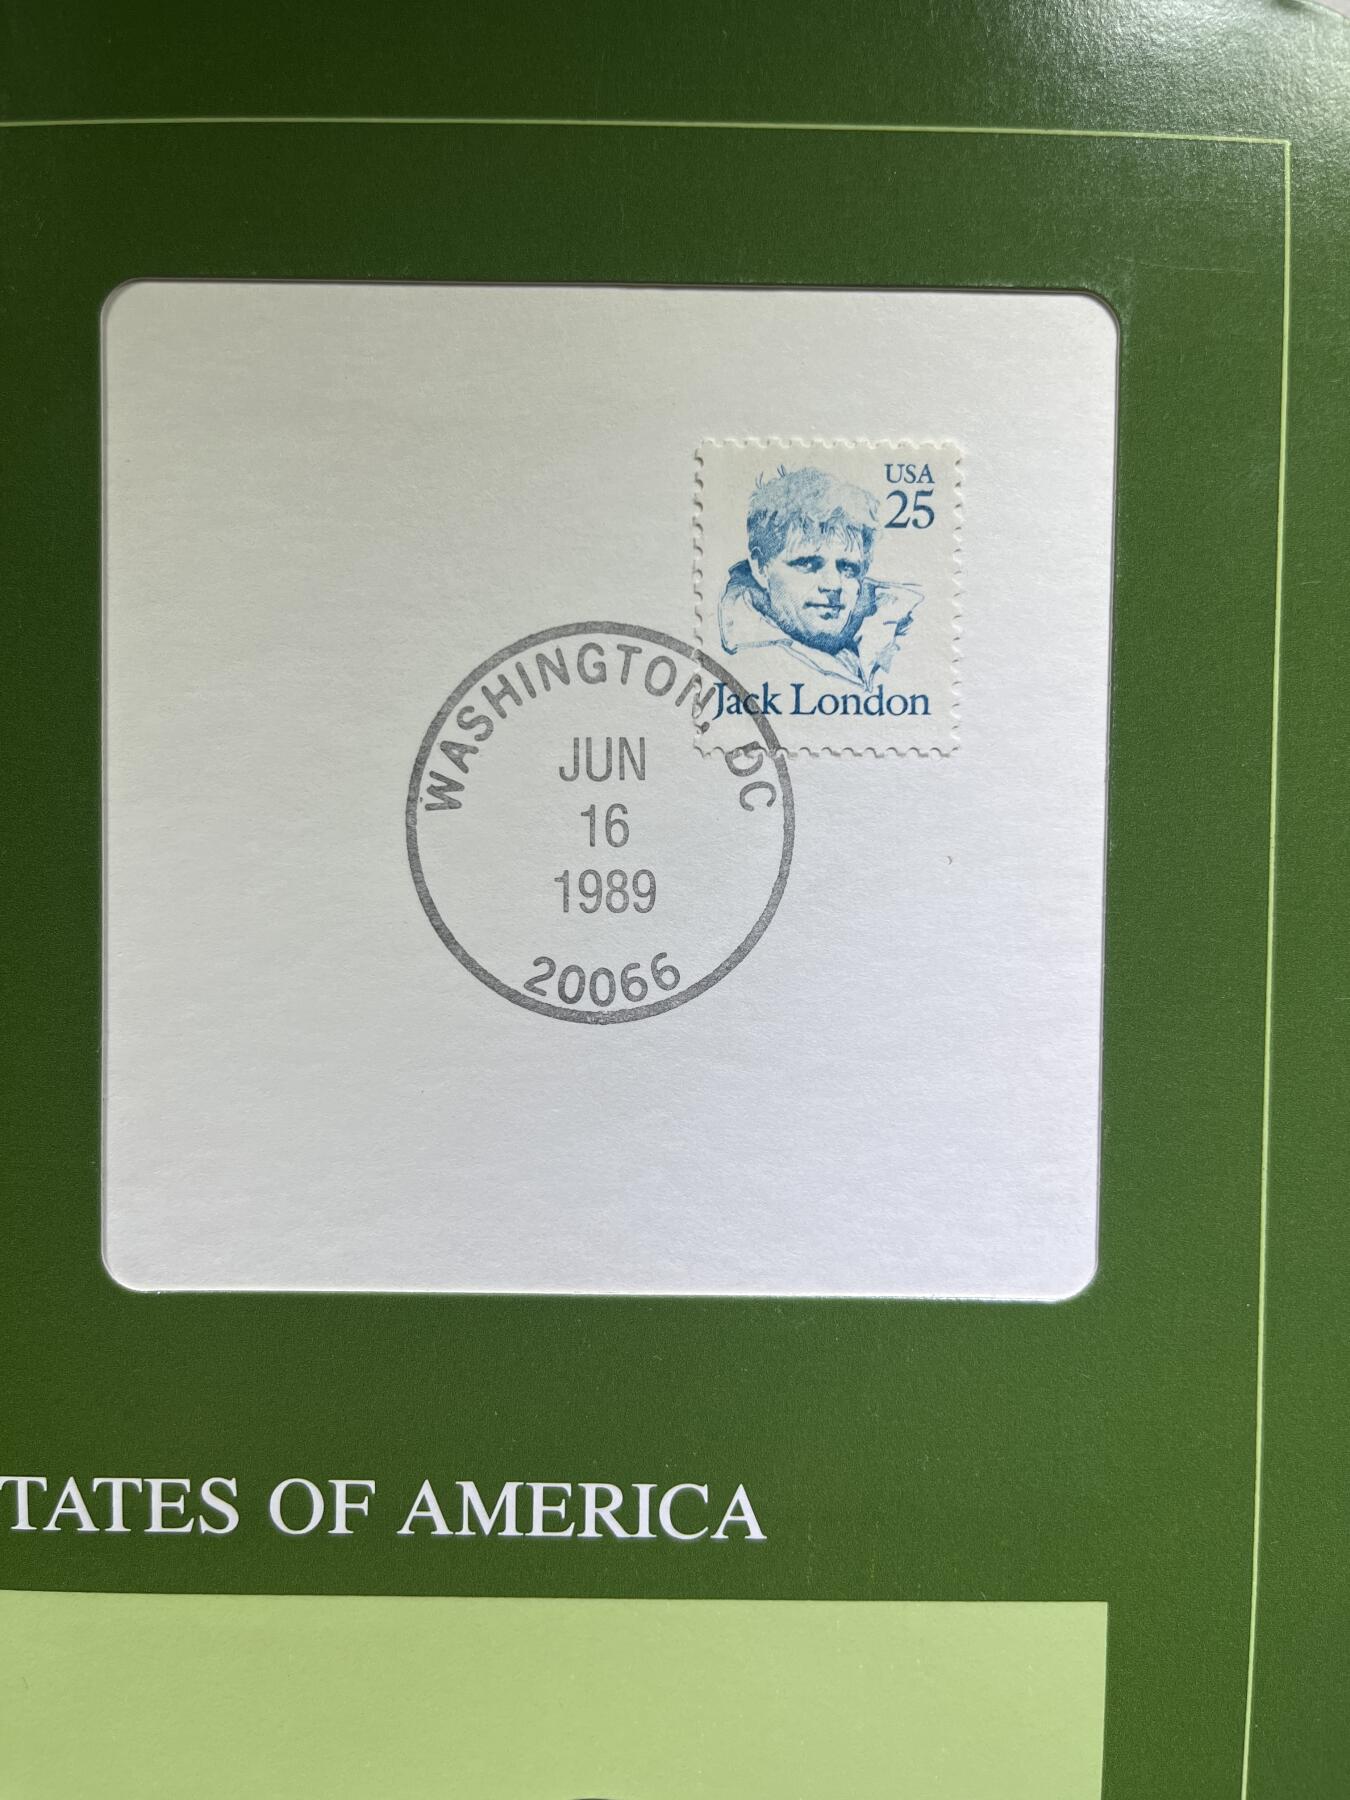 USA
25
Jack London
WASHINGTON, DC
JUN
16
1989
20066
TATES OF AMERICA